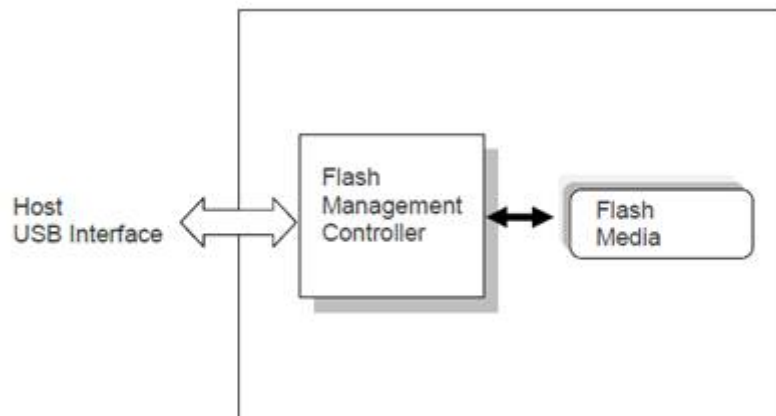 Host
USB Interface
Flash
Management
Controller
Flash
Media